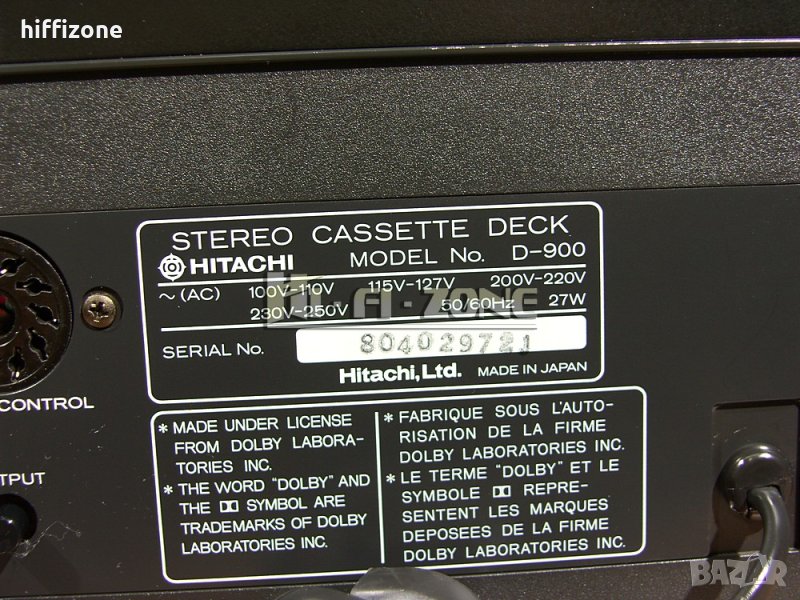 hiffizone
STEREO CASSETTE DECK
HITACHI MODEL No. D-900
~ (AC) 100V-110V 115V-127V 200V-220V
230V-250V 50/60Hz 27W
Hi-Fi-ZONE
SERIAL No. 80402972J
Hitachi, Ltd. MADE IN JAPAN
CONTROL
TPUT
* MADE UNDER LICENSE
FROM DOLBY LABORA-
TORIES INC.
* THE WORD "DOLBY" AND
THE SYMBOL ARE
TRADEMARKS OF DOLBY
LABORATORIES INC.
* FABRIQUE SOUS L'AUTO-
RISATION DE LA FIRME
DOLBY LABORATORIES INC.
* LE TERME "DOLBY" ET LE
SYMBOLE REPRE-
SENTENT LES MARQUES
DEPOSEES DE LA FIRME
DOLBY LABORATORIES INC.
BAZAR